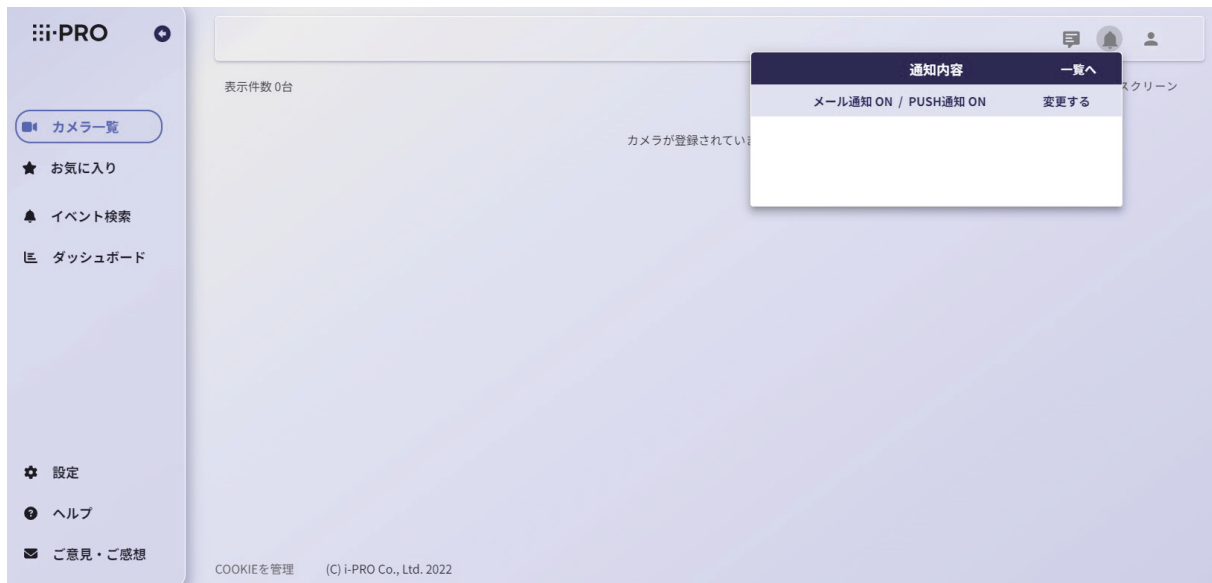 i-PRO
カメラ一覧
お気に入り
イベント検索
ダッシュボード
設定
ヘルプ
ご意見・ご感想
表示件数 0台
スクリーン
カメラが登録されてい
通知内容 一覧へ
メール通知 ON / PUSH通知 ON 変更する
COOKIEを管理 (C) i-PRO Co., Ltd. 2022